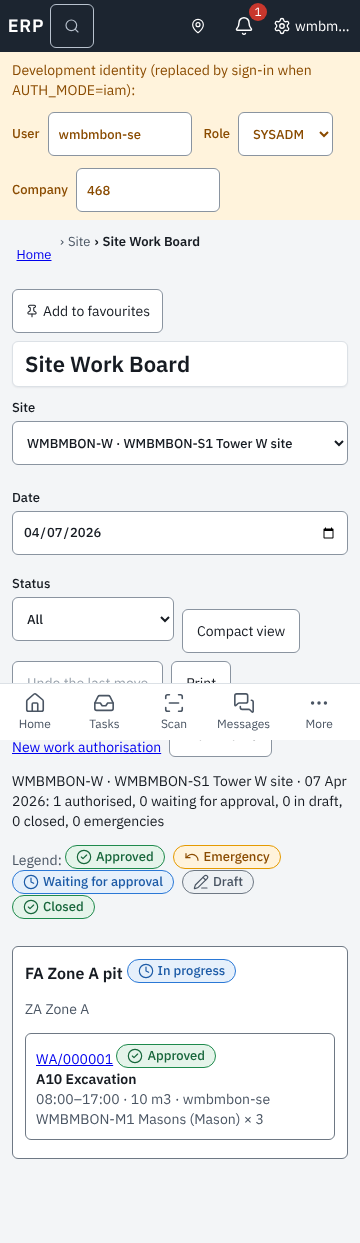 ERP
1
wmbm...
Development identity (replaced by sign-in when
AUTH_MODE=iam):
User wmbmbon-se Role SYSADM
Company 468
Home › Site › Site Work Board
Add to favourites
Site Work Board
Site
WMBMBON-W · WMBMBON-S1 Tower W site
Date
04/07/2026
Status
All Compact view
Undo the last move Print
Home Tasks Scan Messages More
New work authorisation
WMBMBON-W · WMBMBON-S1 Tower W site · 07 Apr
2026: 1 authorised, 0 waiting for approval, 0 in draft,
0 closed, 0 emergencies
Legend: Approved Emergency
Waiting for approval Draft
Closed
FA Zone A pit In progress
ZA Zone A
WA/000001 Approved
A10 Excavation
08:00–17:00 · 10 m3 · wmbmbon-se
WMBMBON-M1 Masons (Mason) × 3